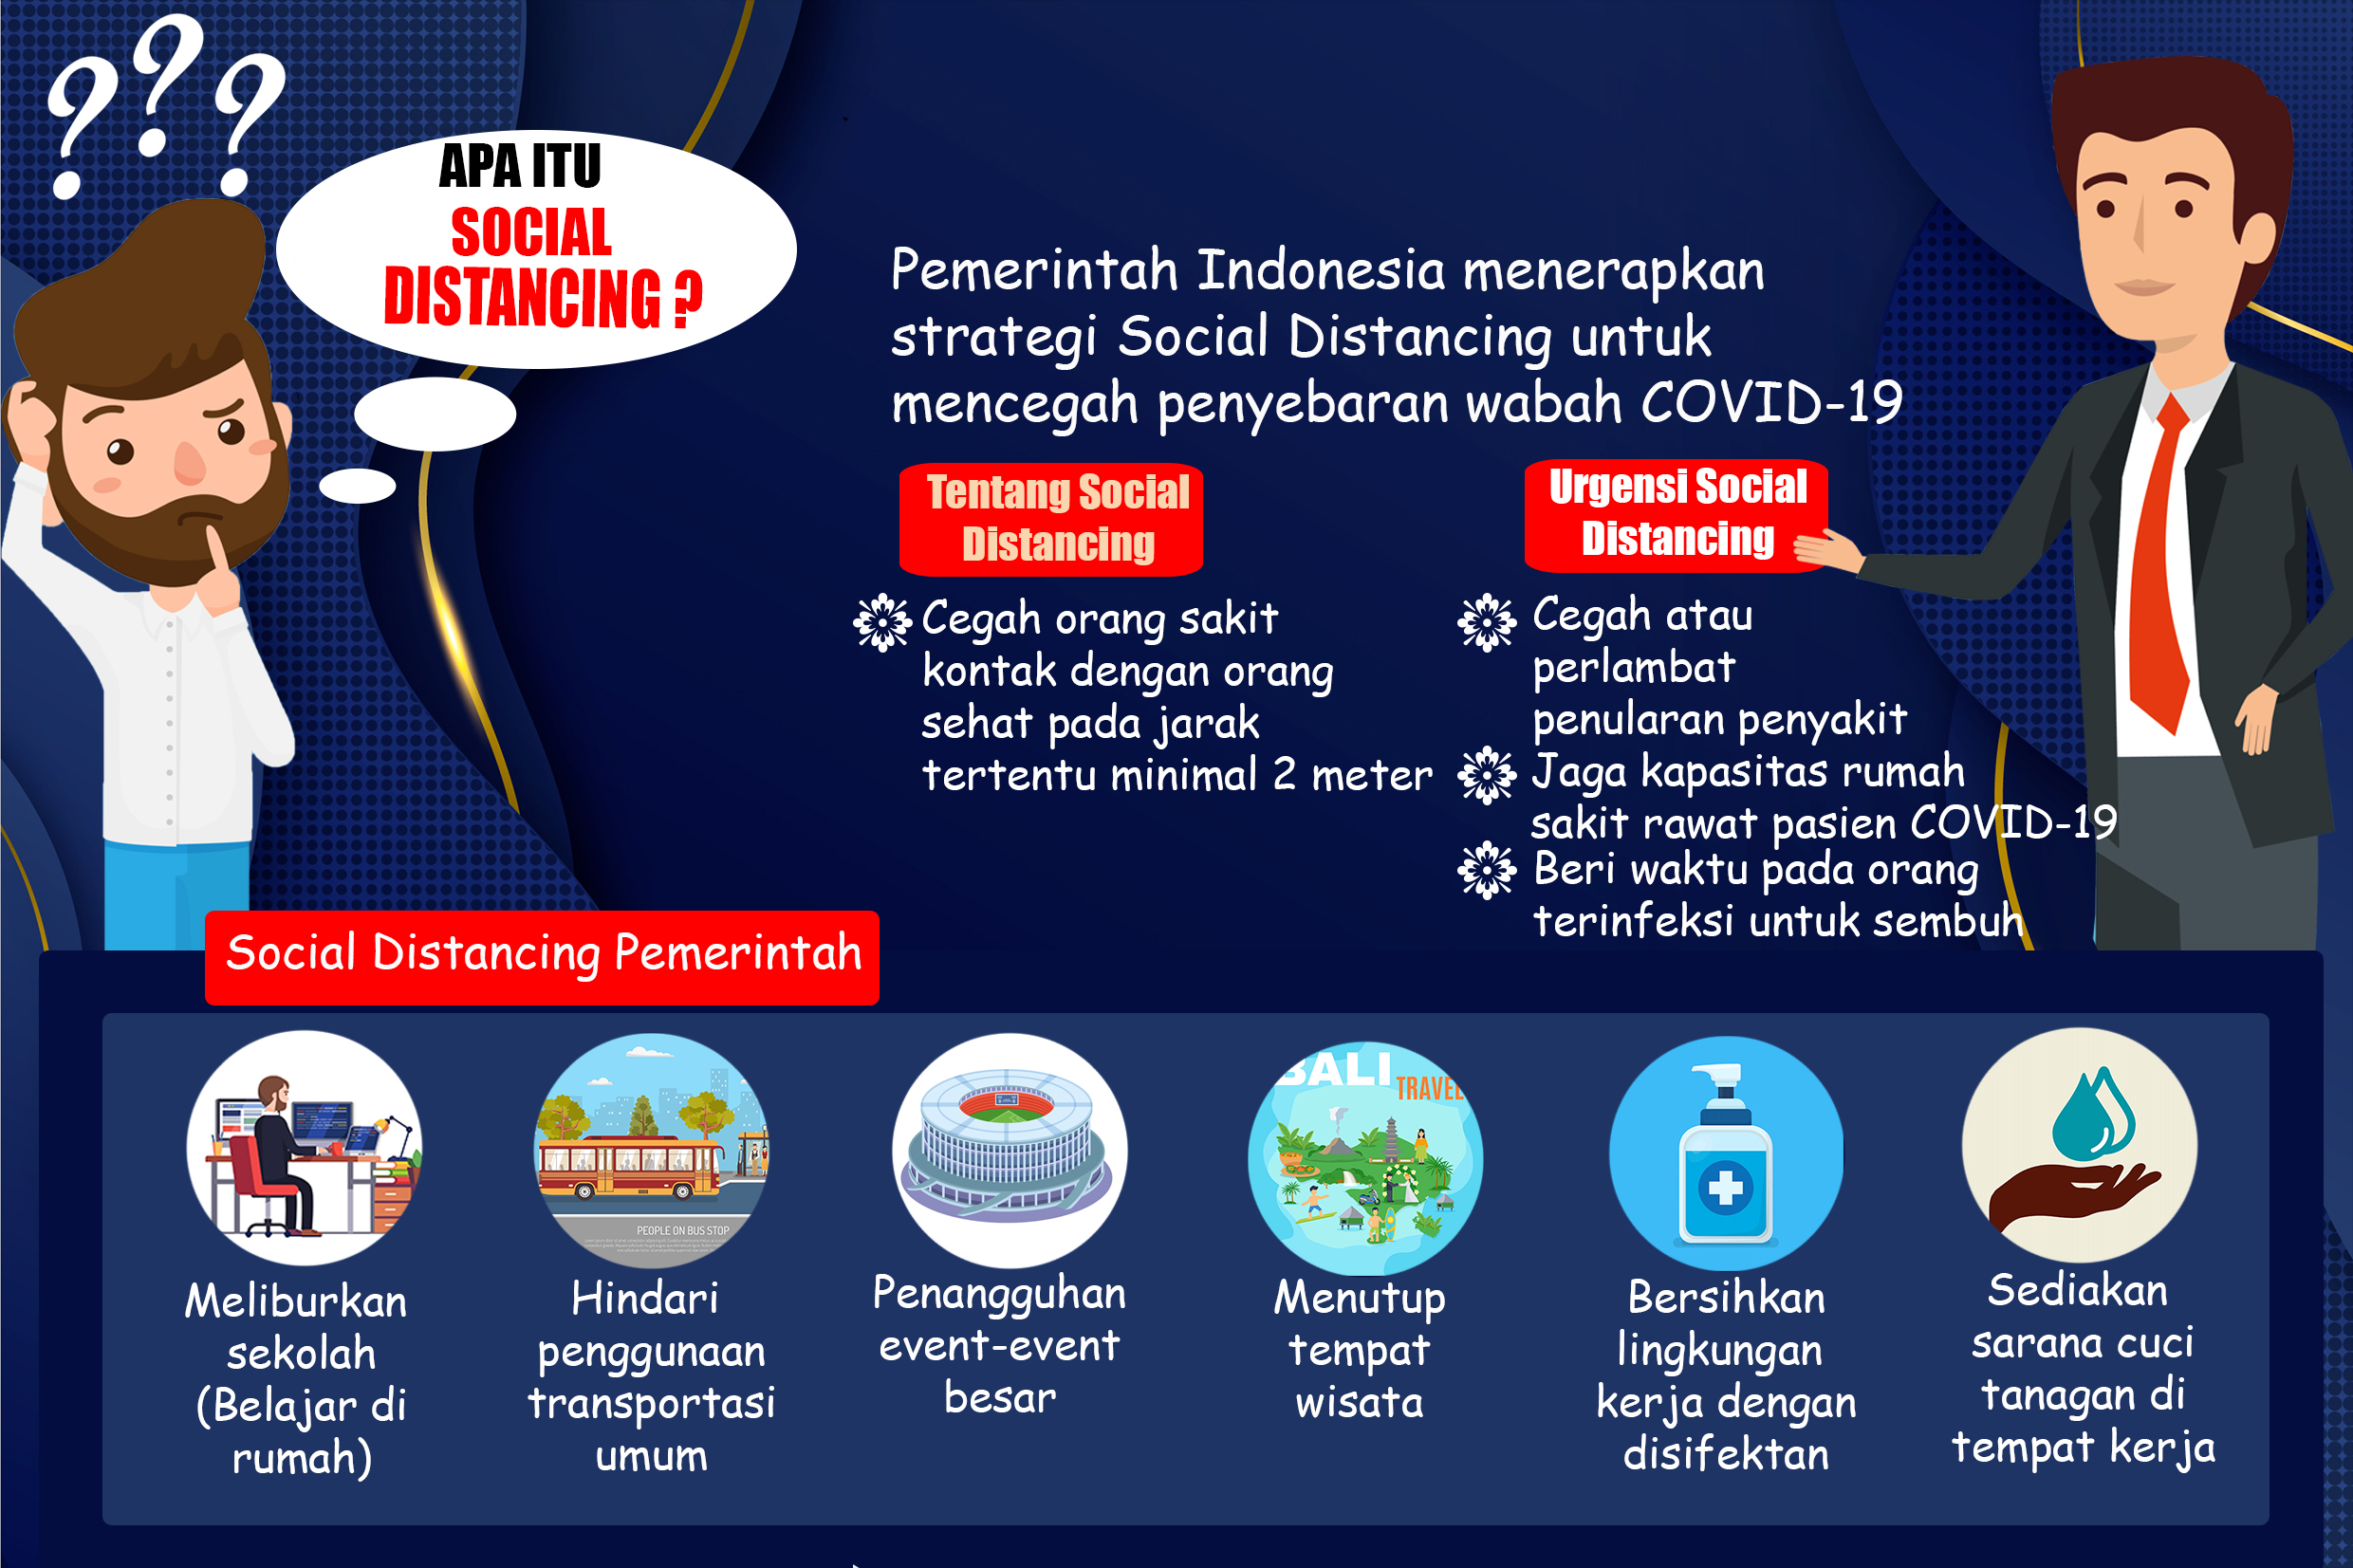 ? ? ?
APA ITU
SOCIAL
DISTANCING ?
Pemerintah Indonesia menerapkan
strategi Social Distancing untuk
mencegah penyebaran wabah COVID-19
Tentang Social
Distancing
Cegah orang sakit
kontak dengan orang
sehat pada jarak
tertentu minimal 2 meter
Urgensi Social
Distancing
Cegah atau
perlambat
penularan penyakit
Jaga kapasitas rumah
sakit rawat pasien COVID-19
Beri waktu pada orang
terinfeksi untuk sembuh
Social Distancing Pemerintah
Meliburkan
sekolah
(Belajar di
rumah)
PEOPLE ON BUS STOP
Hindari
penggunaan
transportasi
umum
Penangguhan
event-event
besar
BALI
TRAVEL
Menutup
tempat
wisata
Bersihkan
lingkungan
kerja dengan
disifektan
Sediakan
sarana cuci
tanagan di
tempat kerja